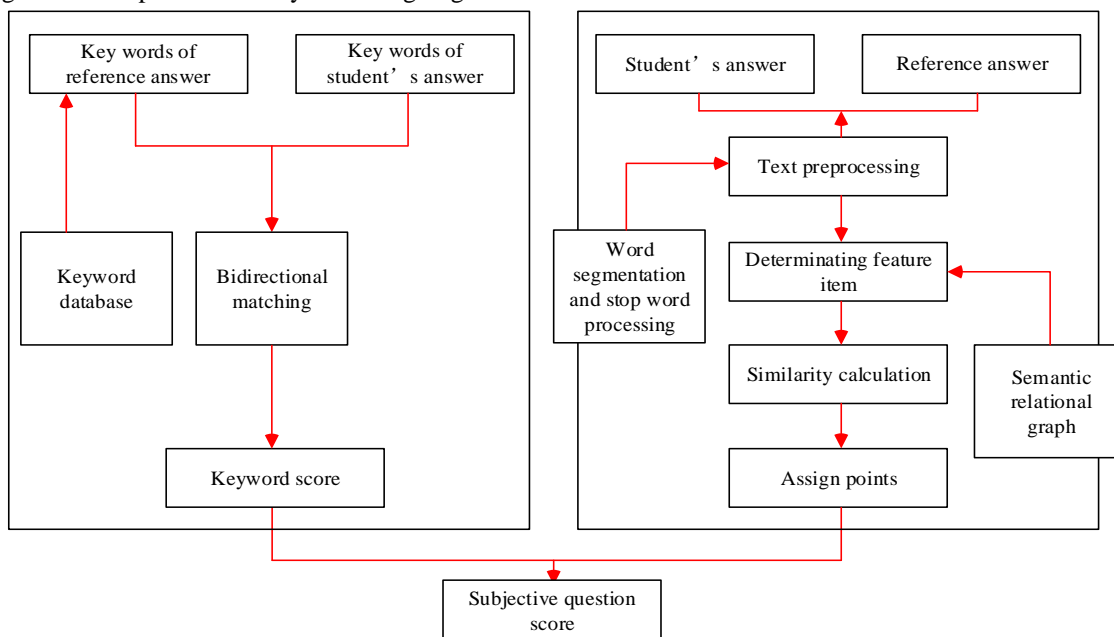 Key words of
reference answer
Key words of
student’s answer
Student’s answer
Reference answer
Text preprocessing
Keyword
database
Bidirectional
matching
Word
segmentation
and stop word
processing
Determinating feature
item
Similarity calculation
Semantic
relational
graph
Keyword score
Assign points
Subjective question
score